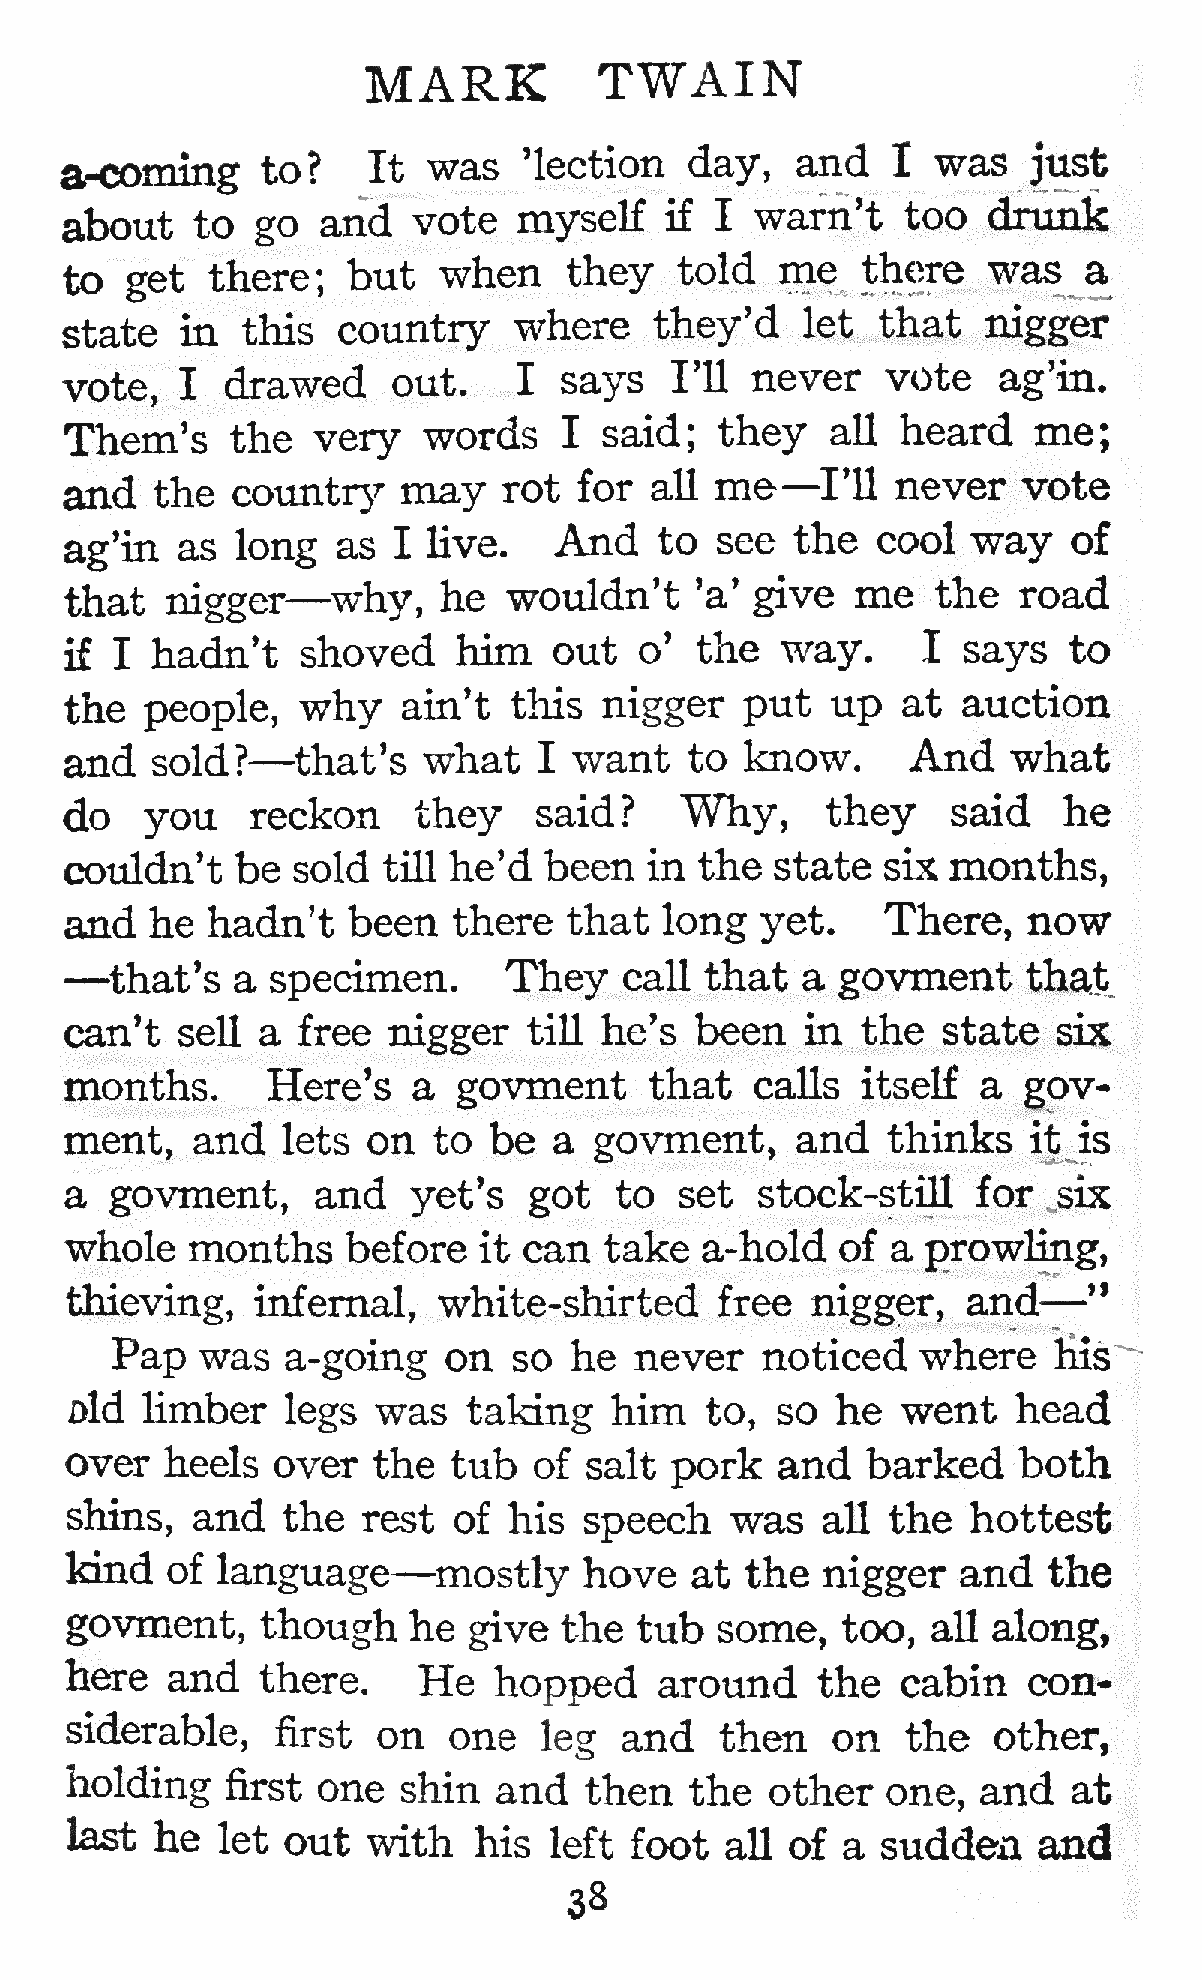 MARK TWAIN
a-coming to? It was 'lection day, and I was just
about to go and vote myself if I warn't too drunk
to get there; but when they told me there was a
state in this country where they'd let that nigger
vote, I drawed out. I says I'll never vote ag'in.
Them's the very words I said; they all heard me;
and the country may rot for all me—I'll never vote
ag'in as long as I live. And to see the cool way of
that nigger—why, he wouldn't 'a' give me the road
if I hadn't shoved him out o' the way. I says to
the people, why ain't this nigger put up at auction
and sold?—that's what I want to know. And what
do you reckon they said? Why, they said he
couldn't be sold till he'd been in the state six months,
and he hadn't been there that long yet. There, now
—that's a specimen. They call that a govment that
can't sell a free nigger till he's been in the state six
months. Here's a govment that calls itself a gov-
ment, and lets on to be a govment, and thinks it is
a govment, and yet's got to set stock-still for six
whole months before it can take a-hold of a prowling,
thieving, infernal, white-shirted free nigger, and—"
Pap was a-going on so he never noticed where his
old limber legs was taking him to, so he went head
over heels over the tub of salt pork and barked both
shins, and the rest of his speech was all the hottest
kind of language—mostly hove at the nigger and the
govment, though he give the tub some, too, all along,
here and there. He hopped around the cabin con-
siderable, first on one leg and then on the other,
holding first one shin and then the other one, and at
last he let out with his left foot all of a sudden and
38